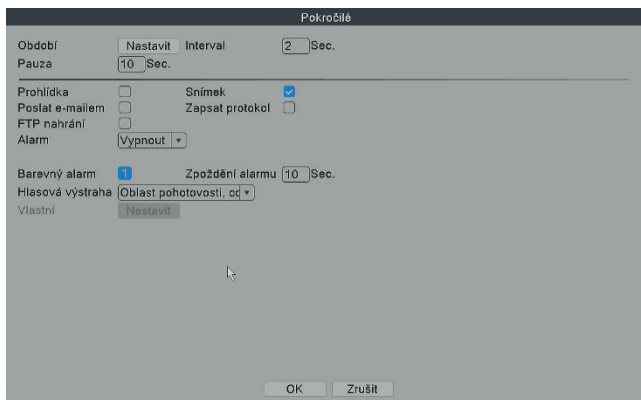 Pokročilé
Období Nastavit Interval 2 Sec.
Pauza 10 Sec.
Prohlídka Snímek
Poslat e-mailem Zapsat protokol
FTP nahrání
Alarm Vypnout
Barevný alarm 1 Zpoždění alarmu 10 Sec.
Hlasová výstraha Oblast pohotovosti, co
Vlastní Nastavit
OK Zrušit